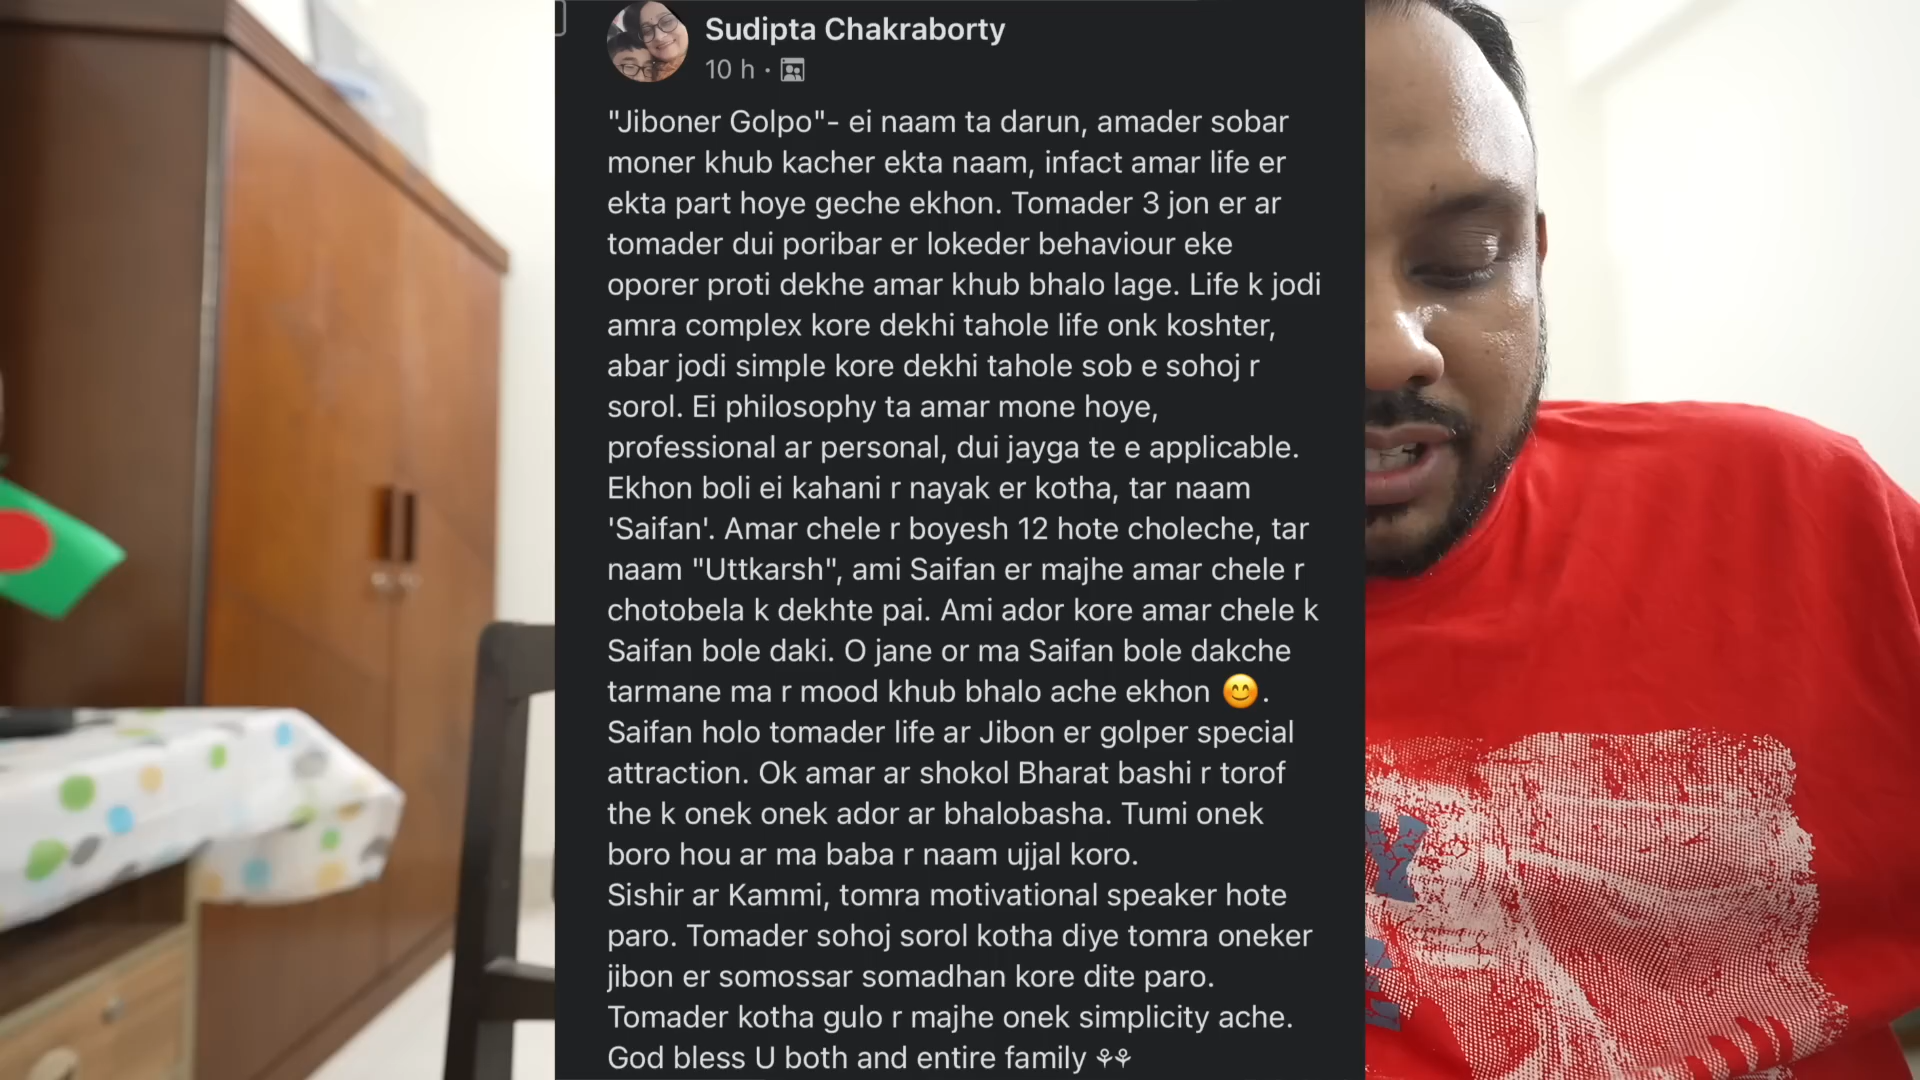 Sudipta Chakraborty
10 h ·
"Jiboner Golpo"- ei naam ta darun, amader sobar
moner khub kacher ekta naam, infact amar life er
ekta part hoye geche ekhon. Tomader 3 jon er ar
tomader dui poribar er lokeder behaviour eke
oporer proti dekhe amar khub bhalo lage. Life k jodi
amra complex kore dekhi tahole life onk koshter,
abar jodi simple kore dekhi tahole sob e sohoj r
sorol. Ei philosophy ta amar mone hoye,
professional ar personal, dui jayga te e applicable.
Ekhon boli ei kahani r nayak er kotha, tar naam
'Saifan'. Amar chele r boyesh 12 hote choleche, tar
naam "Uttkarsh", ami Saifan er majhe amar chele r
chotobela k dekhte pai. Ami ador kore amar chele k
Saifan bole daki. O jane or ma Saifan bole dakche
tarmane ma r mood khub bhalo ache ekhon 😊.
Saifan holo tomader life ar Jibon er golper special
attraction. Ok amar ar shokol Bharat bashi r torof
the k onek onek ador ar bhalobasha. Tumi onek
boro hou ar ma baba r naam ujjal koro.
Sishir ar Kammi, tomra motivational speaker hote
paro. Tomader sohoj sorol kotha diye tomra oneker
jibon er somossar somadhan kore dite paro.
Tomader kotha gulo r majhe onek simplicity ache.
God bless U both and entire family ⚘⚘